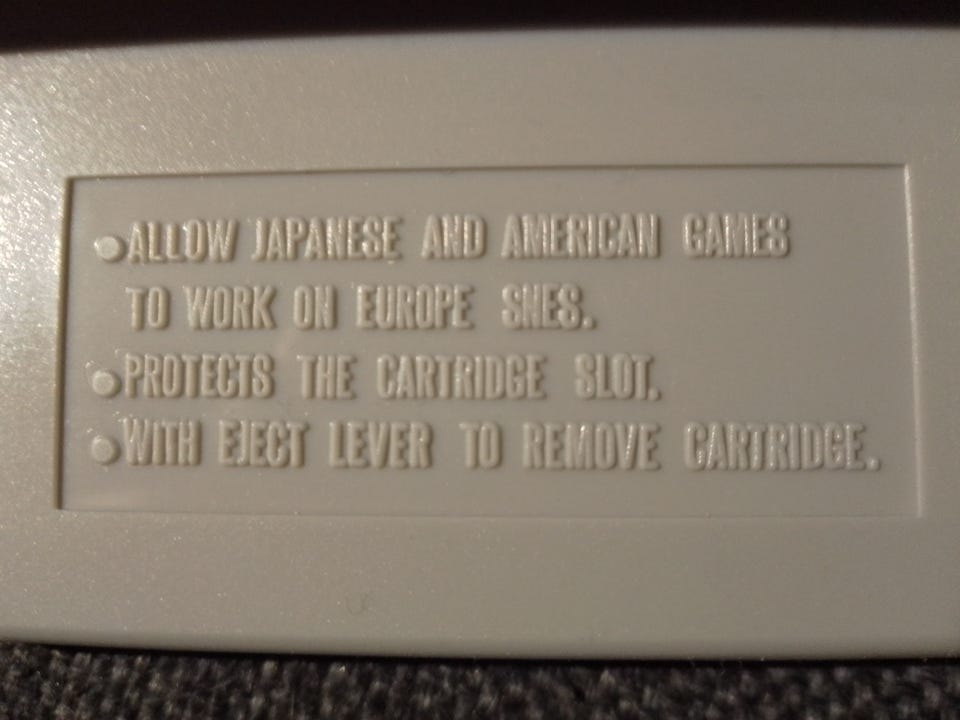 ●ALLOW JAPANESE AND AMERICAN GAMES
TO WORK ON EUROPE SNES.
●PROTECTS THE CARTRIDGE SLOT.
●WITH EJECT LEVER TO REMOVE CARTRIDGE.